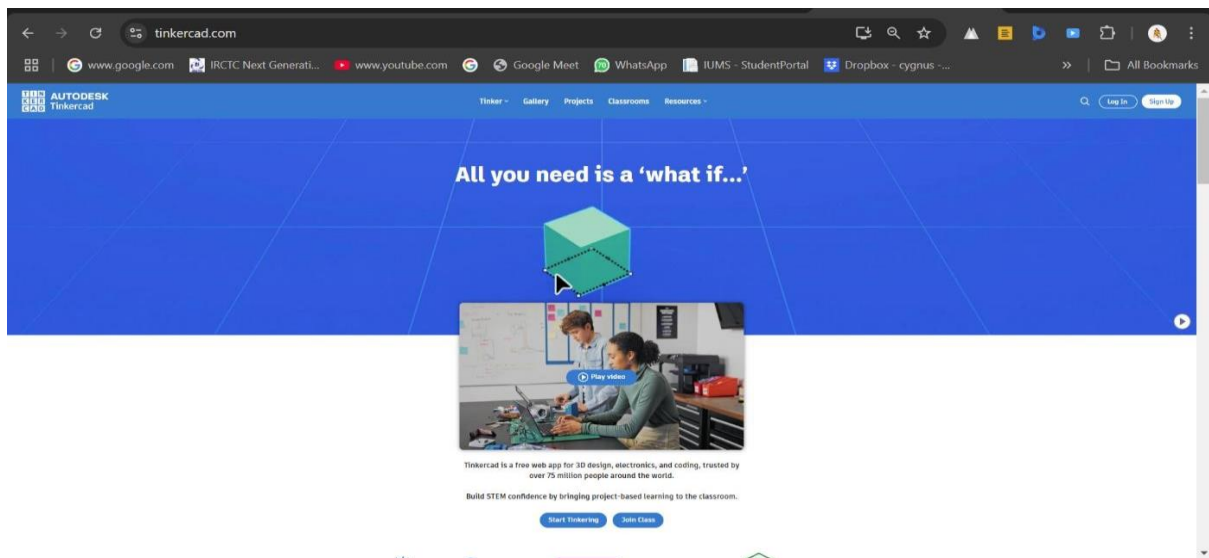 tinkercad.com
www.google.com IRCTC Next Generati... www.youtube.com Google Meet WhatsApp IUMS - StudentPortal Dropbox - cygnus -... » All Bookmarks
TIN
KER
CAD
AUTODESK
Tinkercad
Tinker Gallery Projects Classrooms Resources Log In Sign Up
All you need is a ‘what if...’
Play video
Tinkercad is a free web app for 3D design, electronics, and coding, trusted by
over 75 million people around the world.
Build STEM confidence by bringing project-based learning to the classroom.
Start Tinkering Join Class